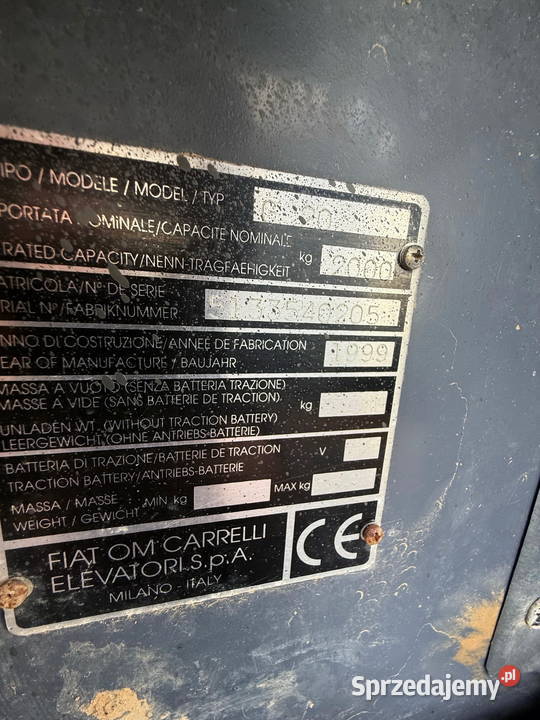 IPO / MODELE / MODEL / TYP
PORTATA NOMINALE/CAPACITE NOMINALE
RATED CAPACITY/NENN-TRAGFAEHIGKEIT kg 2000
ATRICOLA/N° DE SERIE
RIAL N°/FABRIKNUMMER
NNO DI COSTRUZIONE/ANNEE DE FABRICATION
EAR OF MANUFACTURE/BAUJAHR 1999
MASSA A VUOTO (SENZA BATTERIA TRAZIONE)
MASSE A VIDE (SANS BATTERIE DE TRACTION) kg
UNLADEN WT. (WITHOUT TRACTION BATTERY)
LEERGEWICHT (OHNE ANTRIEBS-BATTERIE)
BATTERIA DI TRAZIONE/BATTERIE DE TRACTION V
TRACTION BATTERY/ANTRIEBS-BATTERIE
MASSA / MASSE MIN kg MAX kg
WEIGHT / GEWICHT
FIAT OM CARRELLI
ELEVATORI S.p.A.
MILANO - ITALY
CE
Sprzedajemy.pl